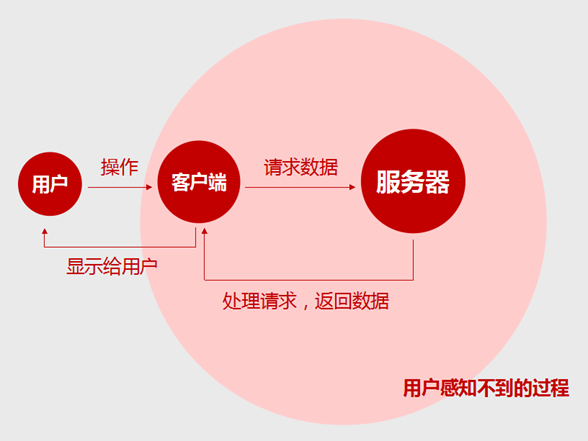 操作
请求数据
用户
客户端
服务器
显示给用户
处理请求，返回数据
用户感知不到的过程